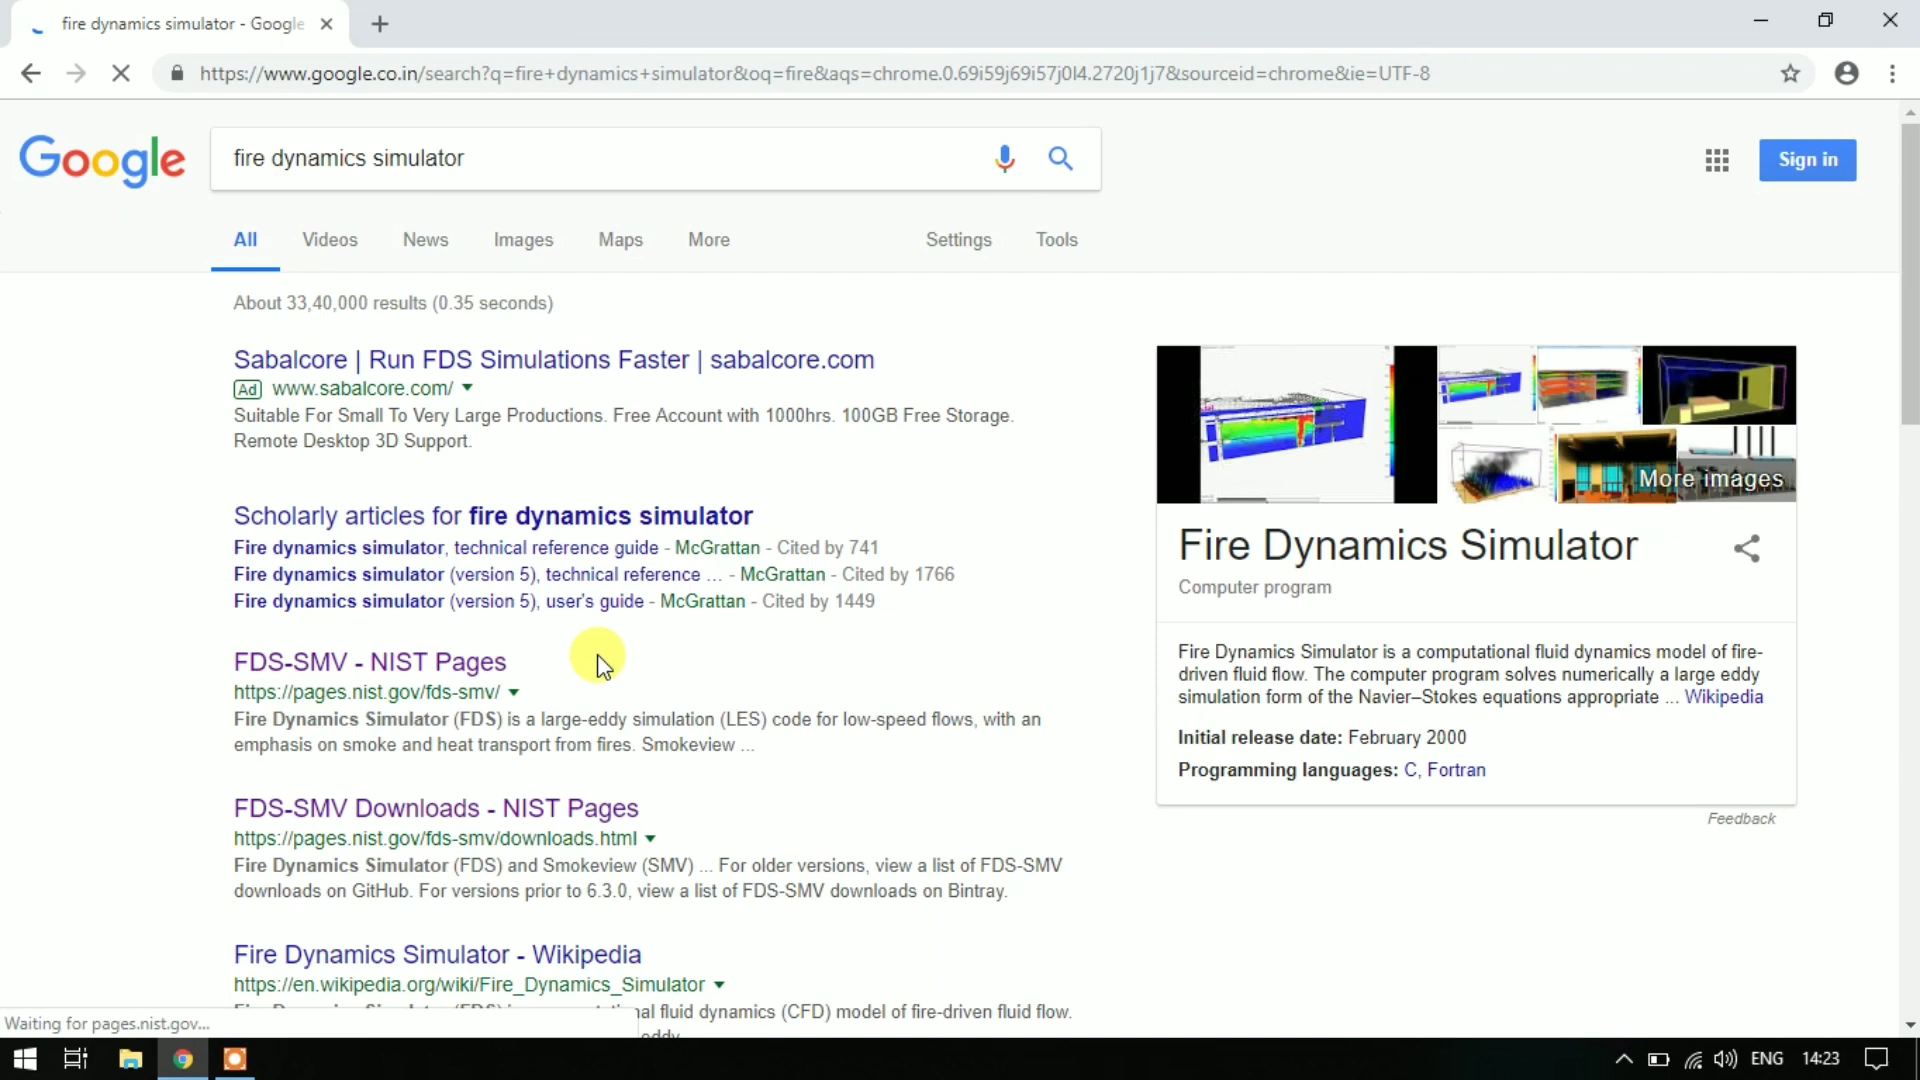 fire dynamics simulator - Google
https://www.google.co.in/search?q=fire+dynamics+simulator&oq=fire&aqs=chrome.0.69i59j69i57j0l4.2720j1j7&sourceid=chrome&ie=UTF-8
Google
fire dynamics simulator
Sign in
All Videos News Images Maps More Settings Tools
About 33,40,000 results (0.35 seconds)
Sabalcore | Run FDS Simulations Faster | sabalcore.com
Ad www.sabalcore.com/
Suitable For Small To Very Large Productions. Free Account with 1000hrs. 100GB Free Storage.
Remote Desktop 3D Support.
Scholarly articles for fire dynamics simulator
Fire dynamics simulator, technical reference guide - McGrattan - Cited by 741
Fire dynamics simulator (version 5), technical reference ... - McGrattan - Cited by 1766
Fire dynamics simulator (version 5), user's guide - McGrattan - Cited by 1449
FDS-SMV - NIST Pages
https://pages.nist.gov/fds-smv/
Fire Dynamics Simulator (FDS) is a large-eddy simulation (LES) code for low-speed flows, with an
emphasis on smoke and heat transport from fires. Smokeview ...
FDS-SMV Downloads - NIST Pages
https://pages.nist.gov/fds-smv/downloads.html
Fire Dynamics Simulator (FDS) and Smokeview (SMV) ... For older versions, view a list of FDS-SMV
downloads on GitHub. For versions prior to 6.3.0, view a list of FDS-SMV downloads on Bintray.
Fire Dynamics Simulator - Wikipedia
https://en.wikipedia.org/wiki/Fire_Dynamics_Simulator
fluid dynamics (CFD) model of fire-driven fluid flow.
More images
Fire Dynamics Simulator
Computer program
Fire Dynamics Simulator is a computational fluid dynamics model of fire-
driven fluid flow. The computer program solves numerically a large eddy
simulation form of the Navier–Stokes equations appropriate ... Wikipedia
Initial release date: February 2000
Programming languages: C, Fortran
Feedback
Waiting for pages.nist.gov...
ENG 14:23